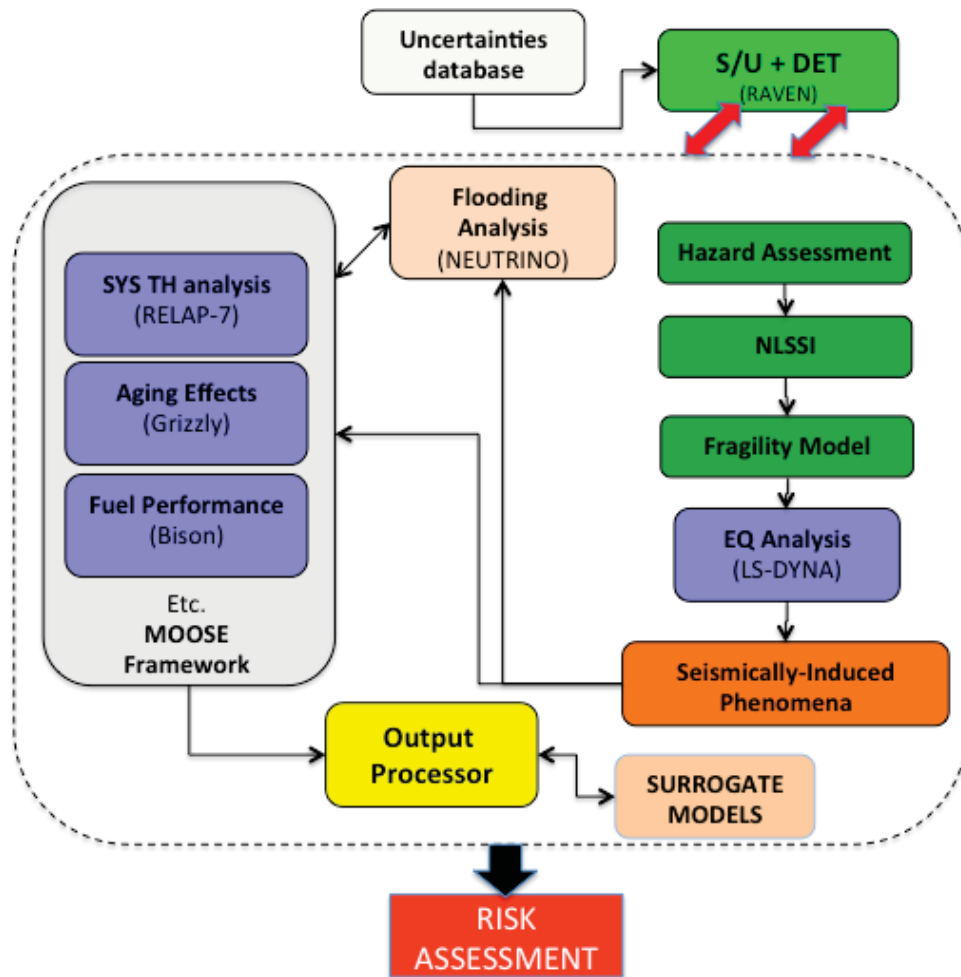 Uncertainties
database
S/U + DET
(RAVEN)
Flooding
Analysis
(NEUTRINO)
SYS TH analysis
(RELAP-7)
Aging Effects
(Grizzly)
Fuel Performance
(Bison)
Etc.
MOOSE
Framework
Hazard Assessment
NLSSI
Fragility Model
EQ Analysis
(LS-DYNA)
Seismically-Induced
Phenomena
Output
Processor
SURROGATE
MODELS
RISK
ASSESSMENT